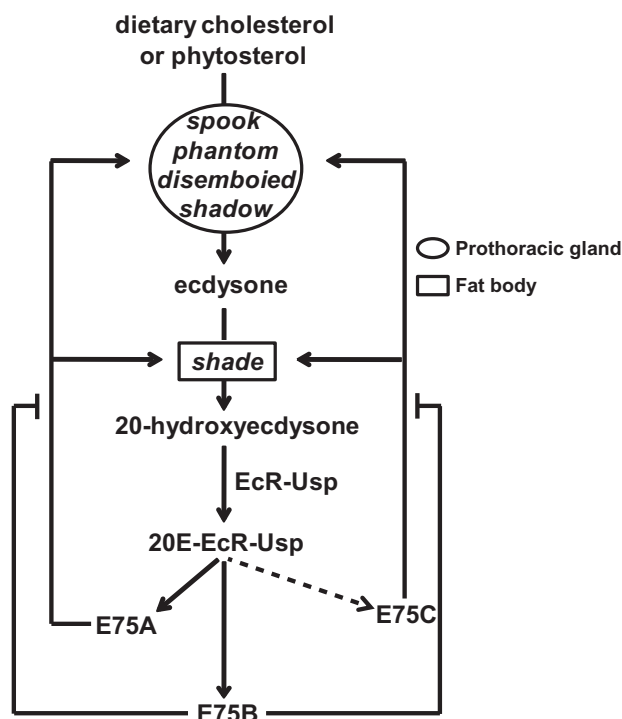 dietary cholesterol
or phytosterol
spook
phantom
disemboied
shadow
Prothoracic gland
ecdysone
Fat body
shade
20-hydroxyecdysone
EcR-Usp
20E-EcR-Usp
E75A
E75C
E75B